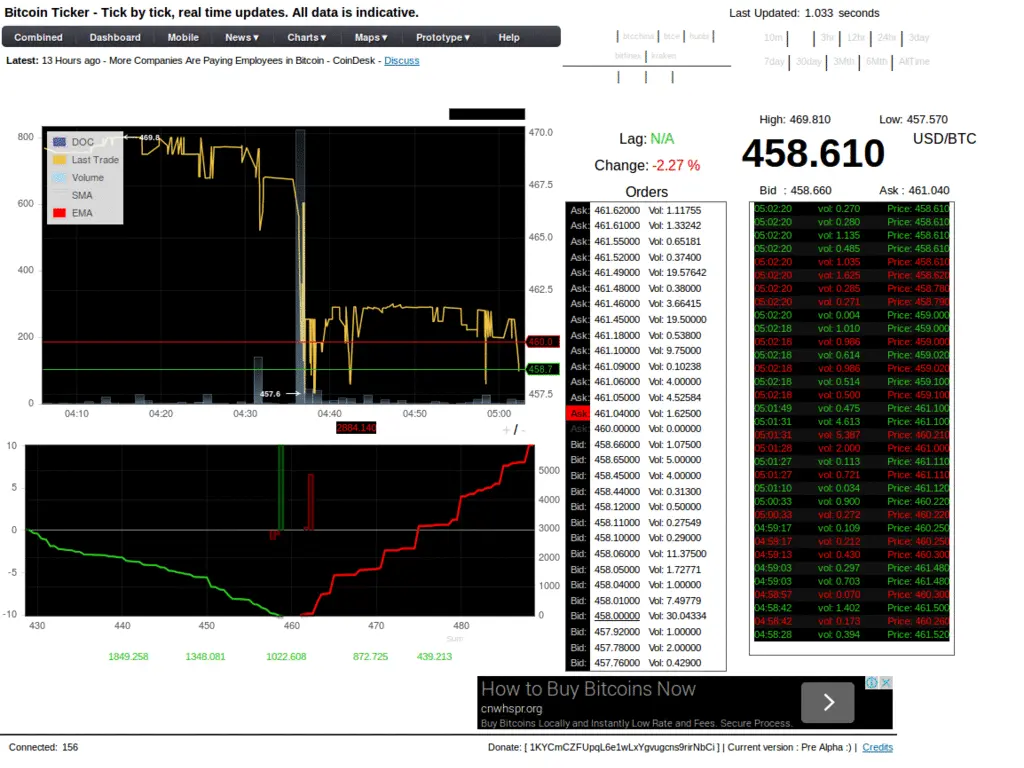 Bitcoin Ticker - Tick by tick, real time updates. All data is indicative.
Last Updated: 1.033 seconds
Combined Dashboard Mobile News▼ Charts▼ Maps▼ Prototype▼ Help
| btcchina | btce | huobi |
bitfinex | kraken
10m | | 3hr | 12hr | 24hr | 3day
7day | 30day | 3Mth | 6Mth | AllTime
Latest: 13 Hours ago - More Companies Are Paying Employees in Bitcoin - CoinDesk - Discuss
High: 469.810 Low: 457.570
Lag: N/A
458.610 USD/BTC
Change: -2.27 %
Bid : 458.660 Ask : 461.040
DOC
Last Trade
Volume
SMA
EMA
469.8
457.6
800
600
400
200
0
470.0
467.5
465.0
462.5
460.0
458.7
457.5
04:10 04:20 04:30 04:40 04:50 05:00
2884.140
+ / -
10
5
0
-5
-10
5000
4000
3000
2000
1000
0
430 440 450 460 470 480
Sum
1849.258 1348.081 1022.608 872.725 439.213
Orders
Ask: 461.62000 Vol: 1.11755
Ask: 461.61000 Vol: 1.33242
Ask: 461.55000 Vol: 0.65181
Ask: 461.52000 Vol: 0.37400
Ask: 461.49000 Vol: 19.57642
Ask: 461.48000 Vol: 0.38000
Ask: 461.46000 Vol: 3.66415
Ask: 461.45000 Vol: 19.50000
Ask: 461.18000 Vol: 0.53800
Ask: 461.10000 Vol: 9.75000
Ask: 461.09000 Vol: 0.10238
Ask: 461.06000 Vol: 4.00000
Ask: 461.05000 Vol: 4.52584
Ask: 461.04000 Vol: 1.62500
Ask: 460.00000 Vol: 0.00000
Bid: 458.66000 Vol: 1.07500
Bid: 458.65000 Vol: 5.00000
Bid: 458.45000 Vol: 4.00000
Bid: 458.44000 Vol: 0.31300
Bid: 458.12000 Vol: 0.50000
Bid: 458.11000 Vol: 0.27549
Bid: 458.10000 Vol: 0.29000
Bid: 458.06000 Vol: 11.37500
Bid: 458.05000 Vol: 1.72771
Bid: 458.04000 Vol: 1.00000
Bid: 458.01000 Vol: 7.49779
Bid: 458.00000 Vol: 30.04334
Bid: 457.92000 Vol: 1.00000
Bid: 457.78000 Vol: 2.00000
Bid: 457.76000 Vol: 0.42900
05:02:20 vol: 0.270 Price: 458.610
05:02:20 vol: 0.280 Price: 458.610
05:02:20 vol: 1.135 Price: 458.610
05:02:20 vol: 0.485 Price: 458.610
05:02:20 vol: 1.035 Price: 458.610
05:02:20 vol: 1.625 Price: 458.620
05:02:20 vol: 0.285 Price: 458.780
05:02:20 vol: 0.271 Price: 458.790
05:02:20 vol: 0.004 Price: 459.000
05:02:18 vol: 1.010 Price: 459.000
05:02:18 vol: 0.966 Price: 459.000
05:02:18 vol: 0.614 Price: 459.020
05:02:18 vol: 0.986 Price: 459.020
05:02:18 vol: 0.514 Price: 459.100
05:02:18 vol: 0.500 Price: 459.100
05:01:49 vol: 0.475 Price: 461.100
05:01:31 vol: 4.613 Price: 461.100
05:01:31 vol: 5.387 Price: 460.210
05:01:28 vol: 2.000 Price: 461.000
05:01:27 vol: 0.113 Price: 461.110
05:01:27 vol: 0.721 Price: 461.110
05:01:10 vol: 0.034 Price: 461.120
05:00:33 vol: 0.900 Price: 460.220
05:00:33 vol: 0.272 Price: 460.220
04:59:17 vol: 0.109 Price: 460.250
04:59:17 vol: 0.212 Price: 460.250
04:59:13 vol: 0.430 Price: 460.300
04:59:03 vol: 0.297 Price: 461.480
04:59:03 vol: 0.703 Price: 461.480
04:58:57 vol: 0.070 Price: 460.300
04:58:42 vol: 1.402 Price: 461.500
04:58:42 vol: 0.173 Price: 460.260
04:58:28 vol: 0.394 Price: 461.520
How to Buy Bitcoins Now
cnwhspr.org
Buy Bitcoins Locally and Instantly Low Rate and Fees. Secure Process.
Connected: 156
Donate: [ 1KYCmCZFUpqL6e1wLxYgvugcns9rirNbCi ] | Current version : Pre Alpha :) | Credits